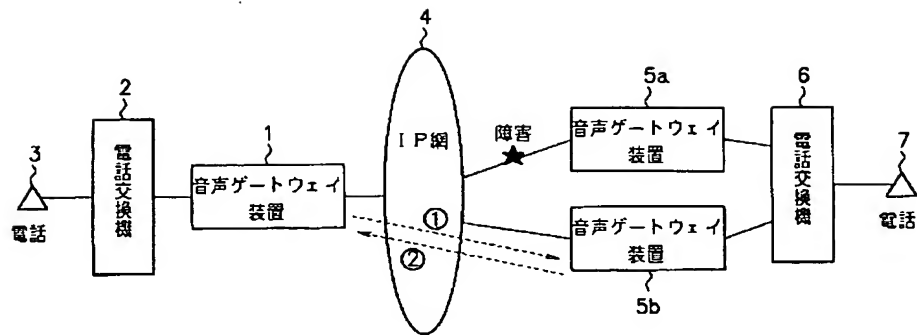 4
2
5a
6
3
1
IP網
障害
音声ゲートウェイ
装置
7
電話交換機
音声ゲートウェイ
装置
電話交換機
電話
①
音声ゲートウェイ
装置
電話
②
5b